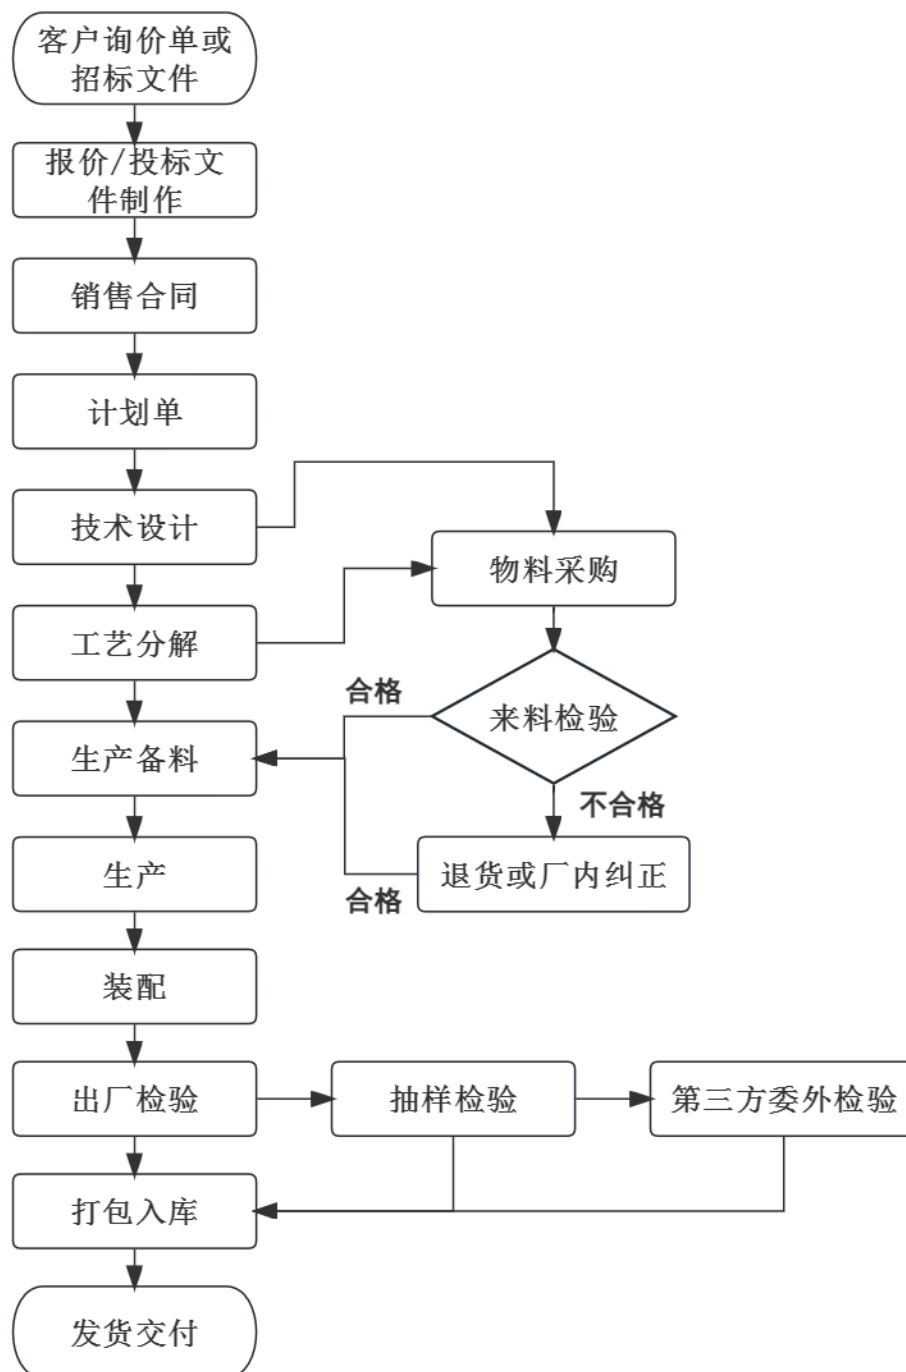 客户询价单或
招标文件
报价/投标文
件制作
销售合同
计划单
技术设计
物料采购
工艺分解
合格
来料检验
生产备料
不合格
生产
退货或厂内纠正
合格
装配
出厂检验
抽样检验
第三方委外检验
打包入库
发货交付